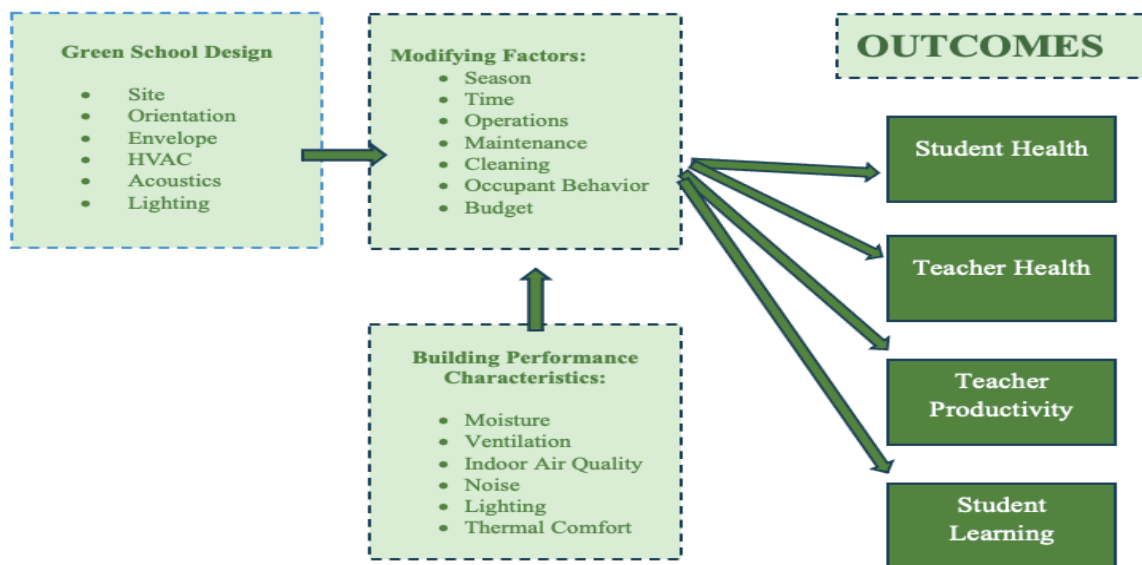 Green School Design
• Site
• Orientation
• Envelope
• HVAC
• Acoustics
• Lighting
Modifying Factors:
• Season
• Time
• Operations
• Maintenance
• Cleaning
• Occupant Behavior
• Budget
Building Performance
Characteristics:
• Moisture
• Ventilation
• Indoor Air Quality
• Noise
• Lighting
• Thermal Comfort
OUTCOMES
Student Health
Teacher Health
Teacher
Productivity
Student
Learning